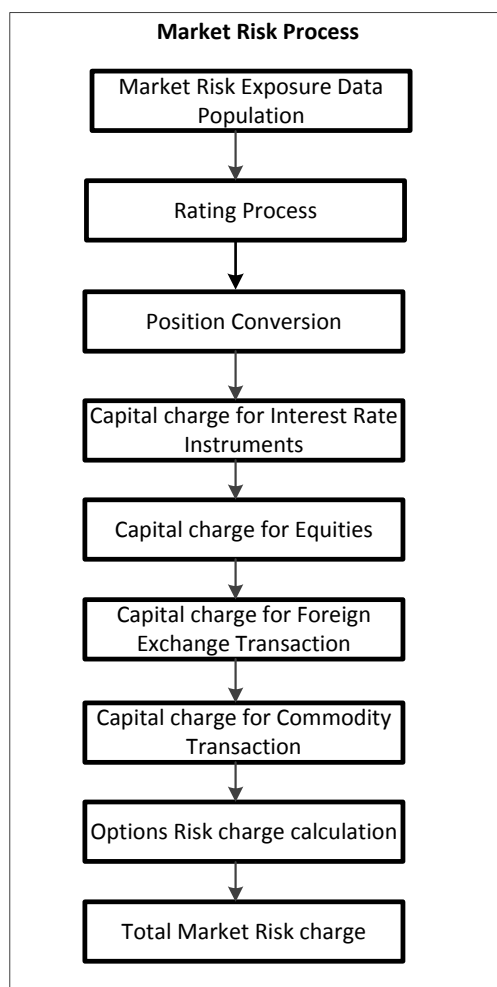 Market Risk Process
Market Risk Exposure Data
Population
Rating Process
Position Conversion
Capital charge for Interest Rate
Instruments
Capital charge for Equities
Capital charge for Foreign
Exchange Transaction
Capital charge for Commodity
Transaction
Options Risk charge calculation
Total Market Risk charge